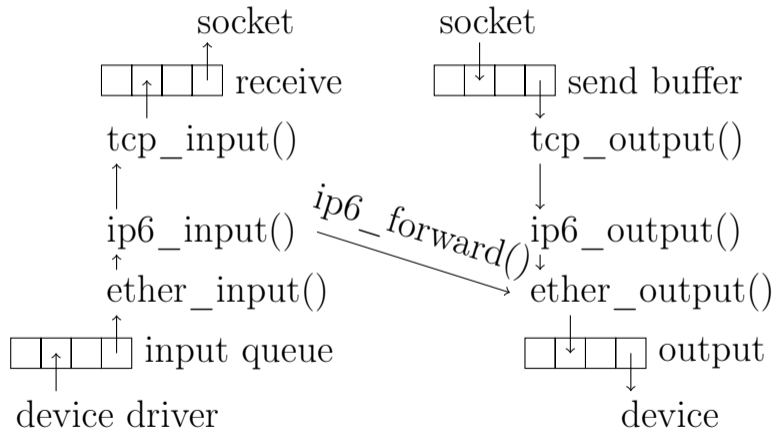 socket
receive
tcp_input()
ip6_input()
ether_input()
input queue
device driver
ip6_forward()
socket
send buffer
tcp_output()
ip6_output()
ether_output()
output
device